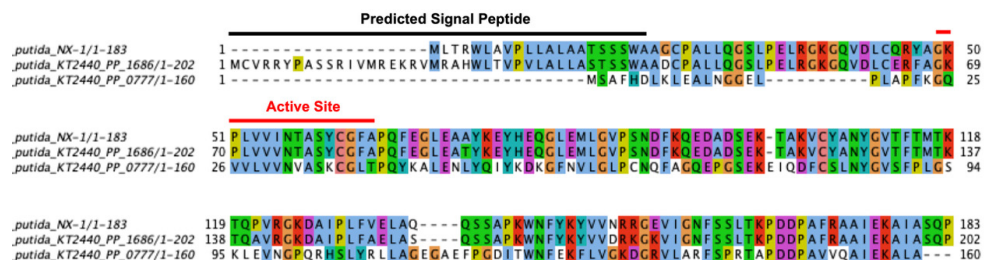 Predicted Signal Peptide
_putida_NX-1/1-183 1 -------------------MLTRWLAVPLLALAATSSSWAAGCPALLQGSLPELRGKGQVDLCQRYAGK 50
_putida_KT2440_PP_1686/1-202 1 MCVRRYPASSRIVMREKRVMRAHWLTVPVLALLASTSSWAADCPALLQGSLPELRGKGQVDLCERFAGK 69
_putida_KT2440_PP_0777/1-160 1 ----------------------------------MSAFHDLKLEALNGGEL----------PLAPFKGQ 25
Active Site
_putida_NX-1/1-183 51 PLVVINTASYCGFAPQFEGLEAAYKEYHEQGLEMLGVPSNDFKQEDADSEK-TAKVCYANYGVTFTMTK 118
_putida_KT2440_PP_1686/1-202 70 PLVVVNTASYCGFAPQFEGLEATYKEYHEQGLEMLGVPSNDFKQEDADSEK-TAKVCYANYGVTFTMTK 137
_putida_KT2440_PP_0777/1-160 26 VVLVVNVASKCGLTPQYKALENLYQIYKDKGFNVLGLPCNQFAGQEPGSEKEIQDFCSLNYGVSFPLGS 94
_putida_NX-1/1-183 119 TQPVRGKDAIPLFVELAQ----QSSAPKWNFYKYVVNRRGEVIGNFSSLTKPDDPAFRAAIEKAIASQP 183
_putida_KT2440_PP_1686/1-202 138 TQAVRGKDAIPLFAELAS----QSSAPKWNFYKYVVDRKGKVIGNFSSLTKPDDPAFRAAIEKAIASQP 202
_putida_KT2440_PP_0777/1-160 95 KLEVNGPQRHSLYRLLAGEGAEFPGDITWNFEKFLVGKDGRVLARFSPRTAPDDPAVVQAIEKALA--- 160